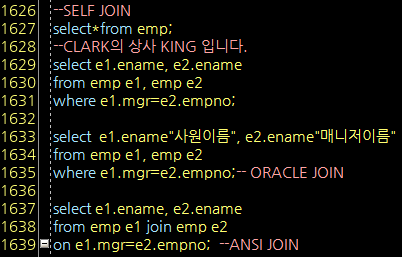 1626 --SELF JOIN
1627 select*from emp;
1628 --CLARK의 상사 KING 입니다.
1629 select e1.ename, e2.ename
1630 from emp e1, emp e2
1631 where e1.mgr=e2.empno;
1632
1633 select  e1.ename"사원이름", e2.ename"매니저이름"
1634 from emp e1, emp e2
1635 where e1.mgr=e2.empno;-- ORACLE JOIN
1636
1637 select e1.ename, e2.ename
1638 from emp e1 join emp e2
1639 on e1.mgr=e2.empno;  --ANSI JOIN